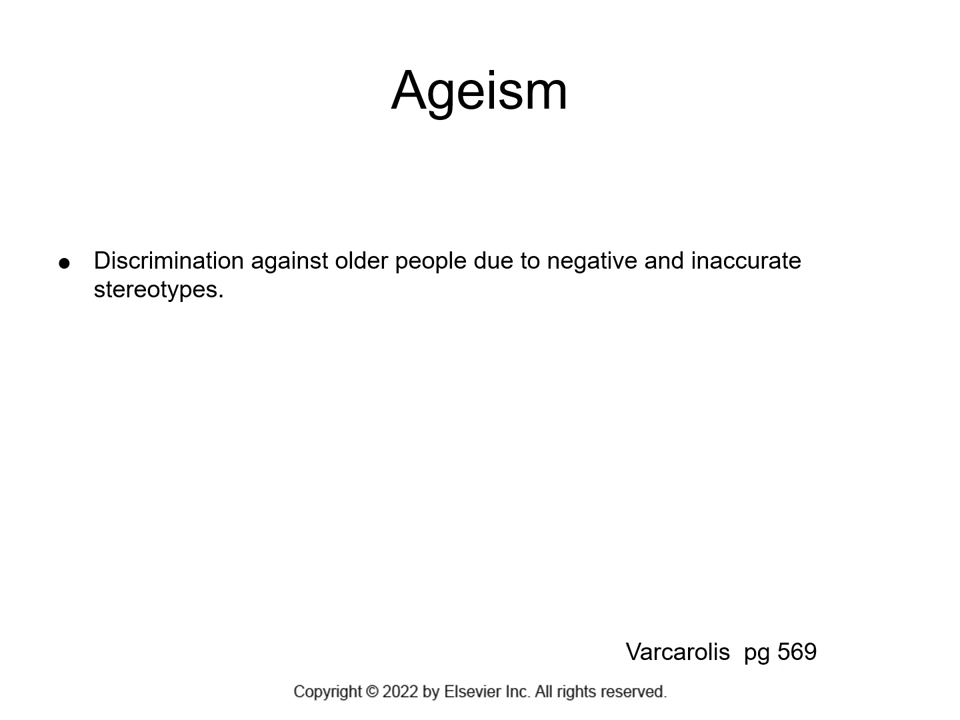 Ageism
● Discrimination against older people due to negative and inaccurate
stereotypes.
Varcarolis pg 569
Copyright © 2022 by Elsevier Inc. All rights reserved.